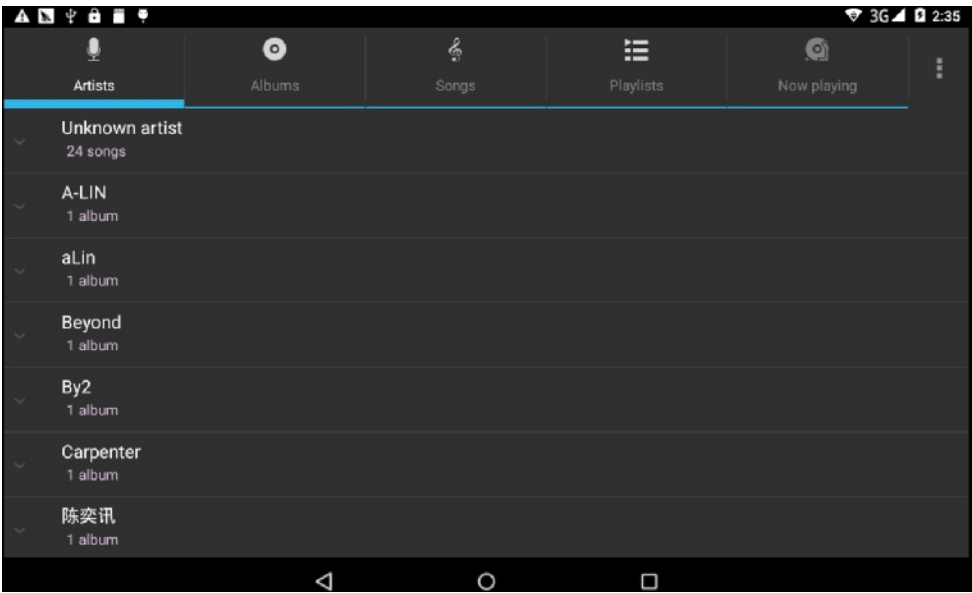 3G 2:35
Artists Albums Songs Playlists Now playing
Unknown artist
24 songs
A-LIN
1 album
aLin
1 album
Beyond
1 album
By2
1 album
Carpenter
1 album
陈奕讯
1 album